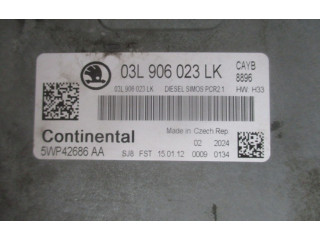 03L 906 023 LK
CAYB
8896
03L 906 023 LK DIESEL SIMOS PCR2.1 HW: H33
Continental
5WP42686 AA
Made in Czech Rep
02 2024
SJ8 FST 15.01.12 0009 0134